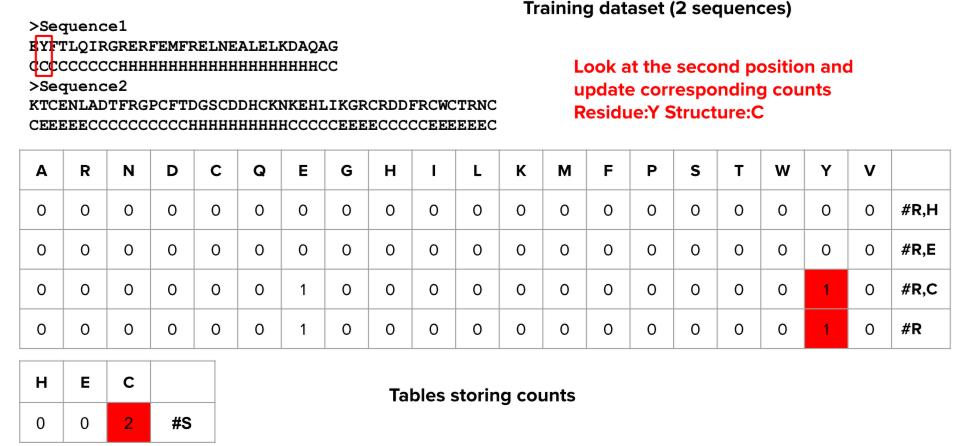 Training dataset (2 sequences)
>Sequence1
EYFTLQIRGRERFEMFRELNEALELKDAQAG
CCCCCCCCCHHHHHHHHHHHHHHHHHHHHCC
>Sequence2
KTCENLADTFRGPCFTDGSCDDHCKNKEHLIKGRCRDDFRCWCTRNC
CEEEEECCCCCCCCCCHHHHHHHHHHCCCCCEEEECCCCCEEEEEEC
Look at the second position and
update corresponding counts
Residue:Y Structure:C
A R N D C Q E G H I L K M F P S T W Y V
0 0 0 0 0 0 0 0 0 0 0 0 0 0 0 0 0 0 0 0 #R,H
0 0 0 0 0 0 0 0 0 0 0 0 0 0 0 0 0 0 0 0 #R,E
0 0 0 0 0 0 1 0 0 0 0 0 0 0 0 0 0 0 1 0 #R,C
0 0 0 0 0 0 1 0 0 0 0 0 0 0 0 0 0 0 1 0 #R
H E C
0 0 2 #S
Tables storing counts